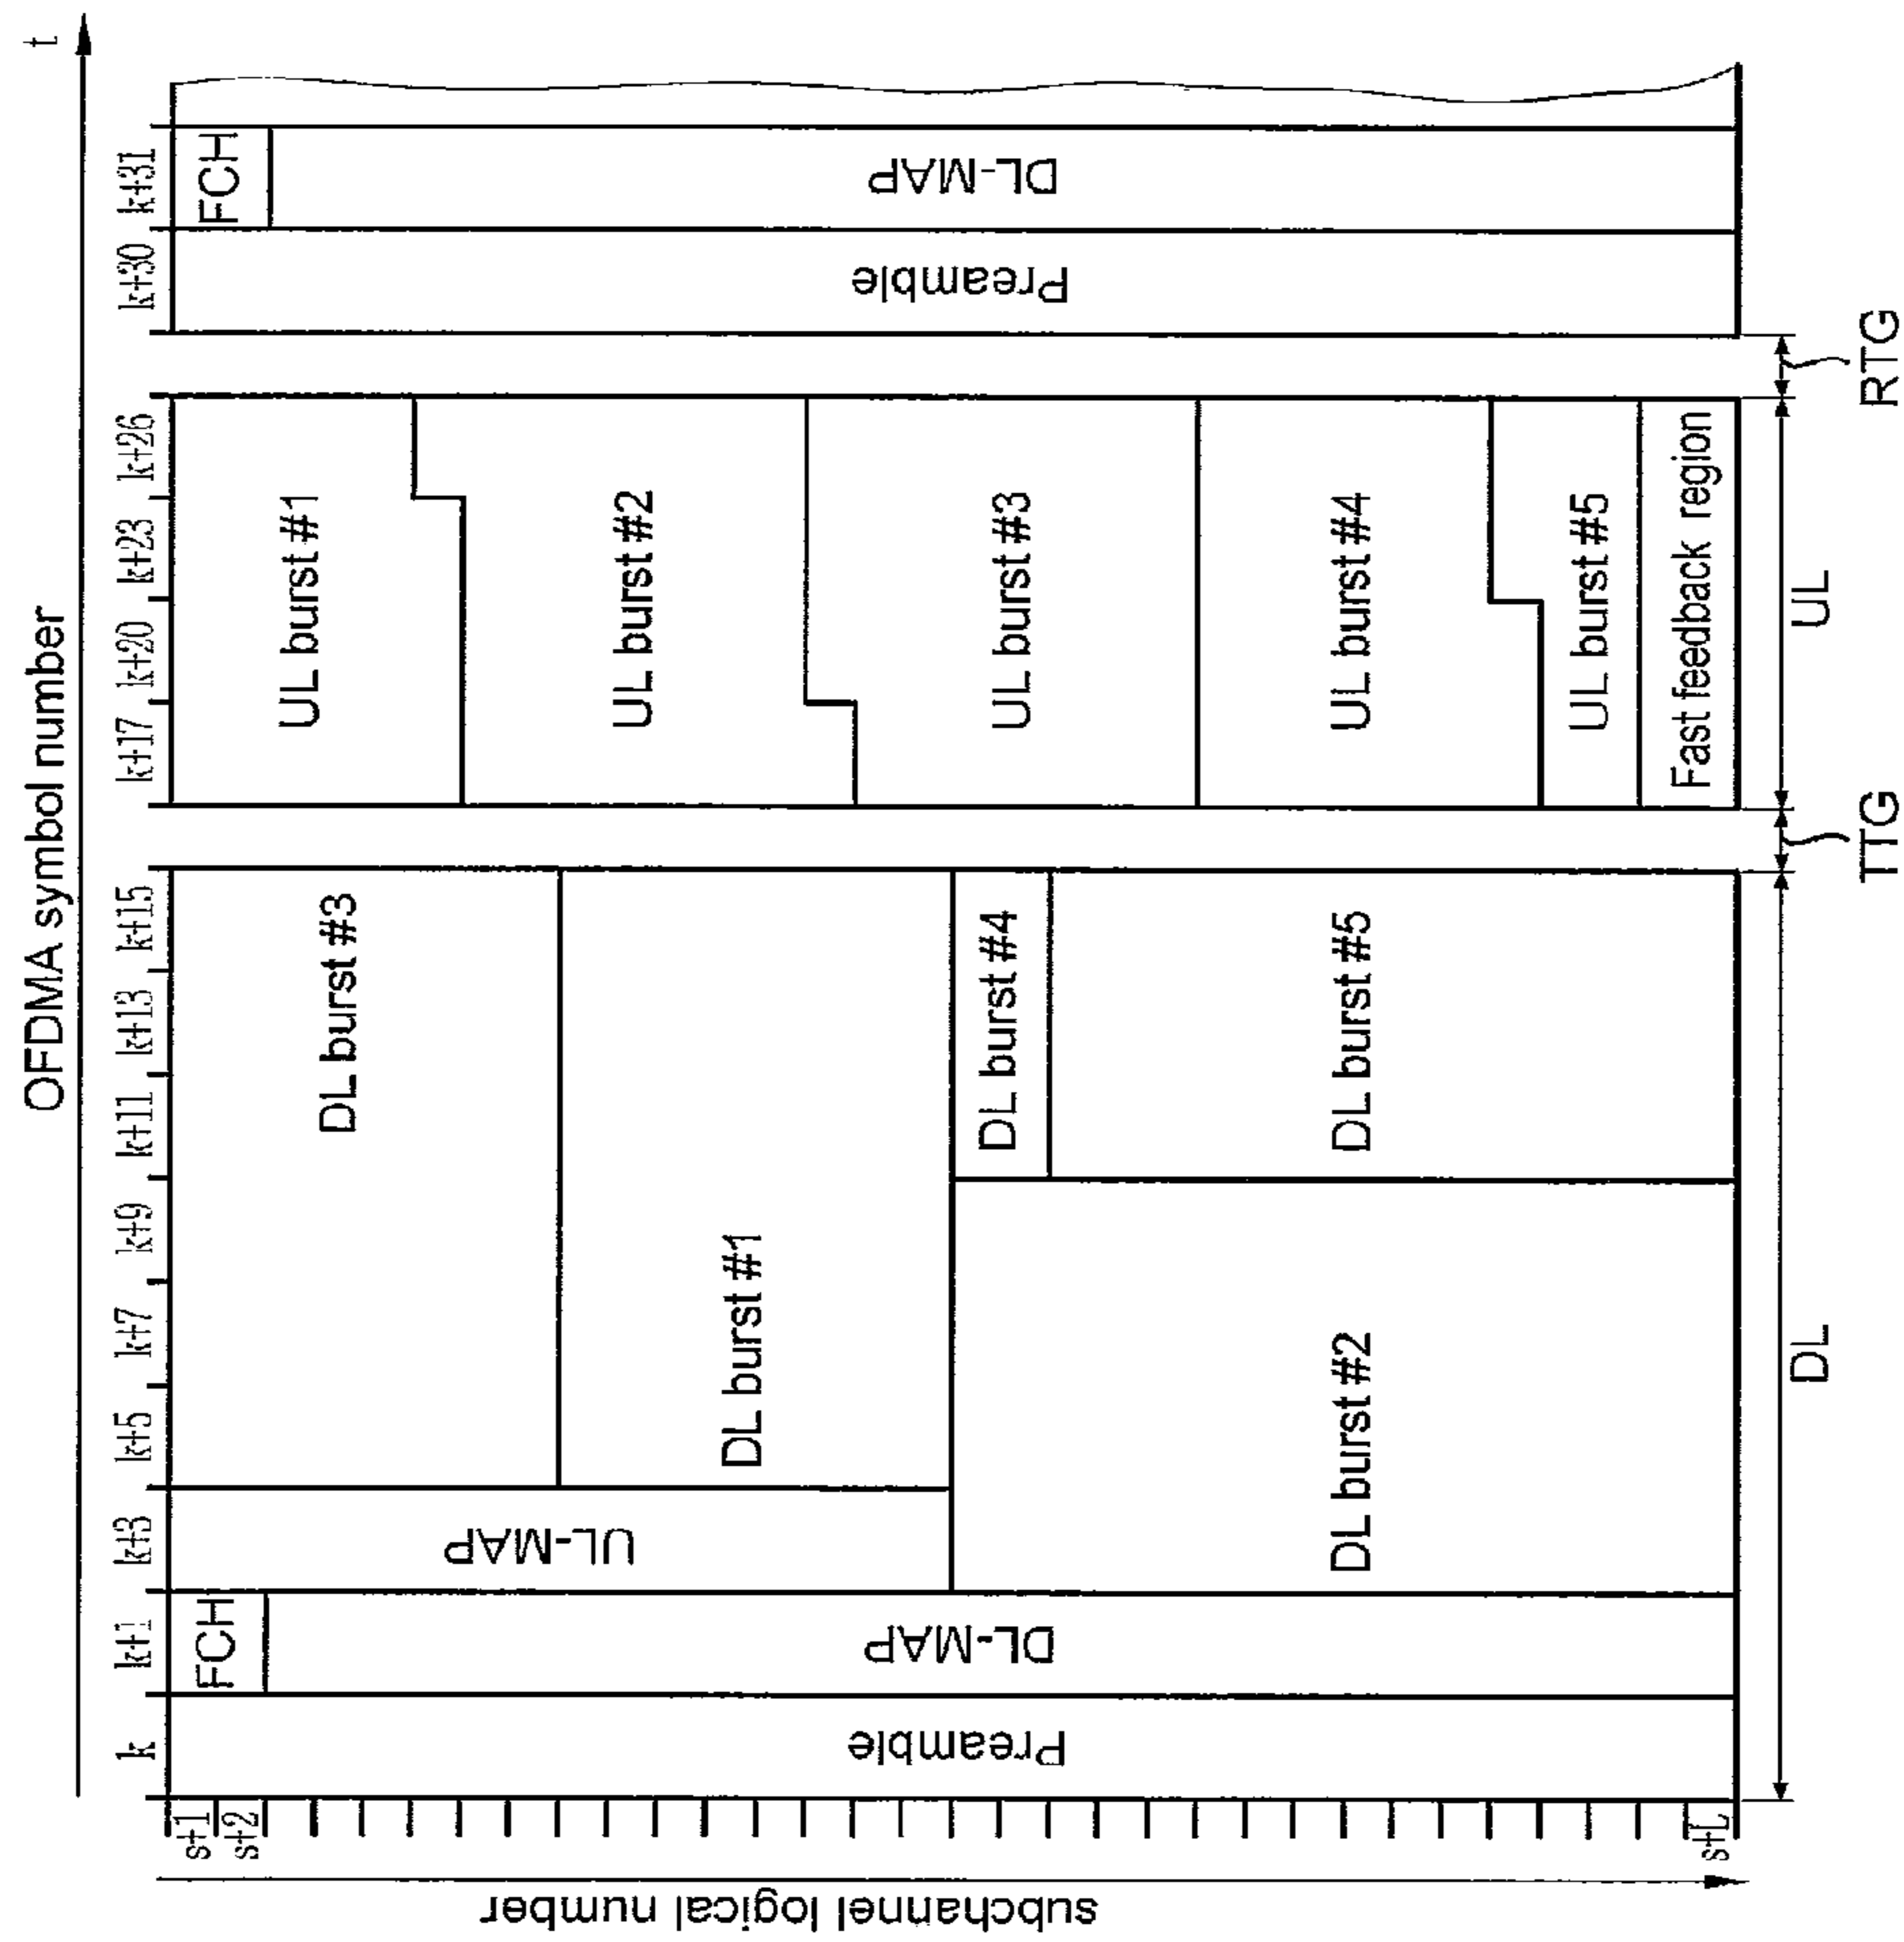 OFDMA symbol number
t
k
k+1
k+3
k+5
k+7
k+9
k+11
k+13
k+15
k+17
k+20
k+23
k+26
k+30
k+31
subchannel logical number
s+1
s+2
s+L
Preamble
FCH
DL-MAP
UL-MAP
DL burst #3
DL burst #1
DL burst #2
DL burst #4
DL burst #5
UL burst #1
UL burst #2
UL burst #3
UL burst #4
UL burst #5
Fast feedback region
Preamble
FCH
DL-MAP
DL
TTG
UL
RTG